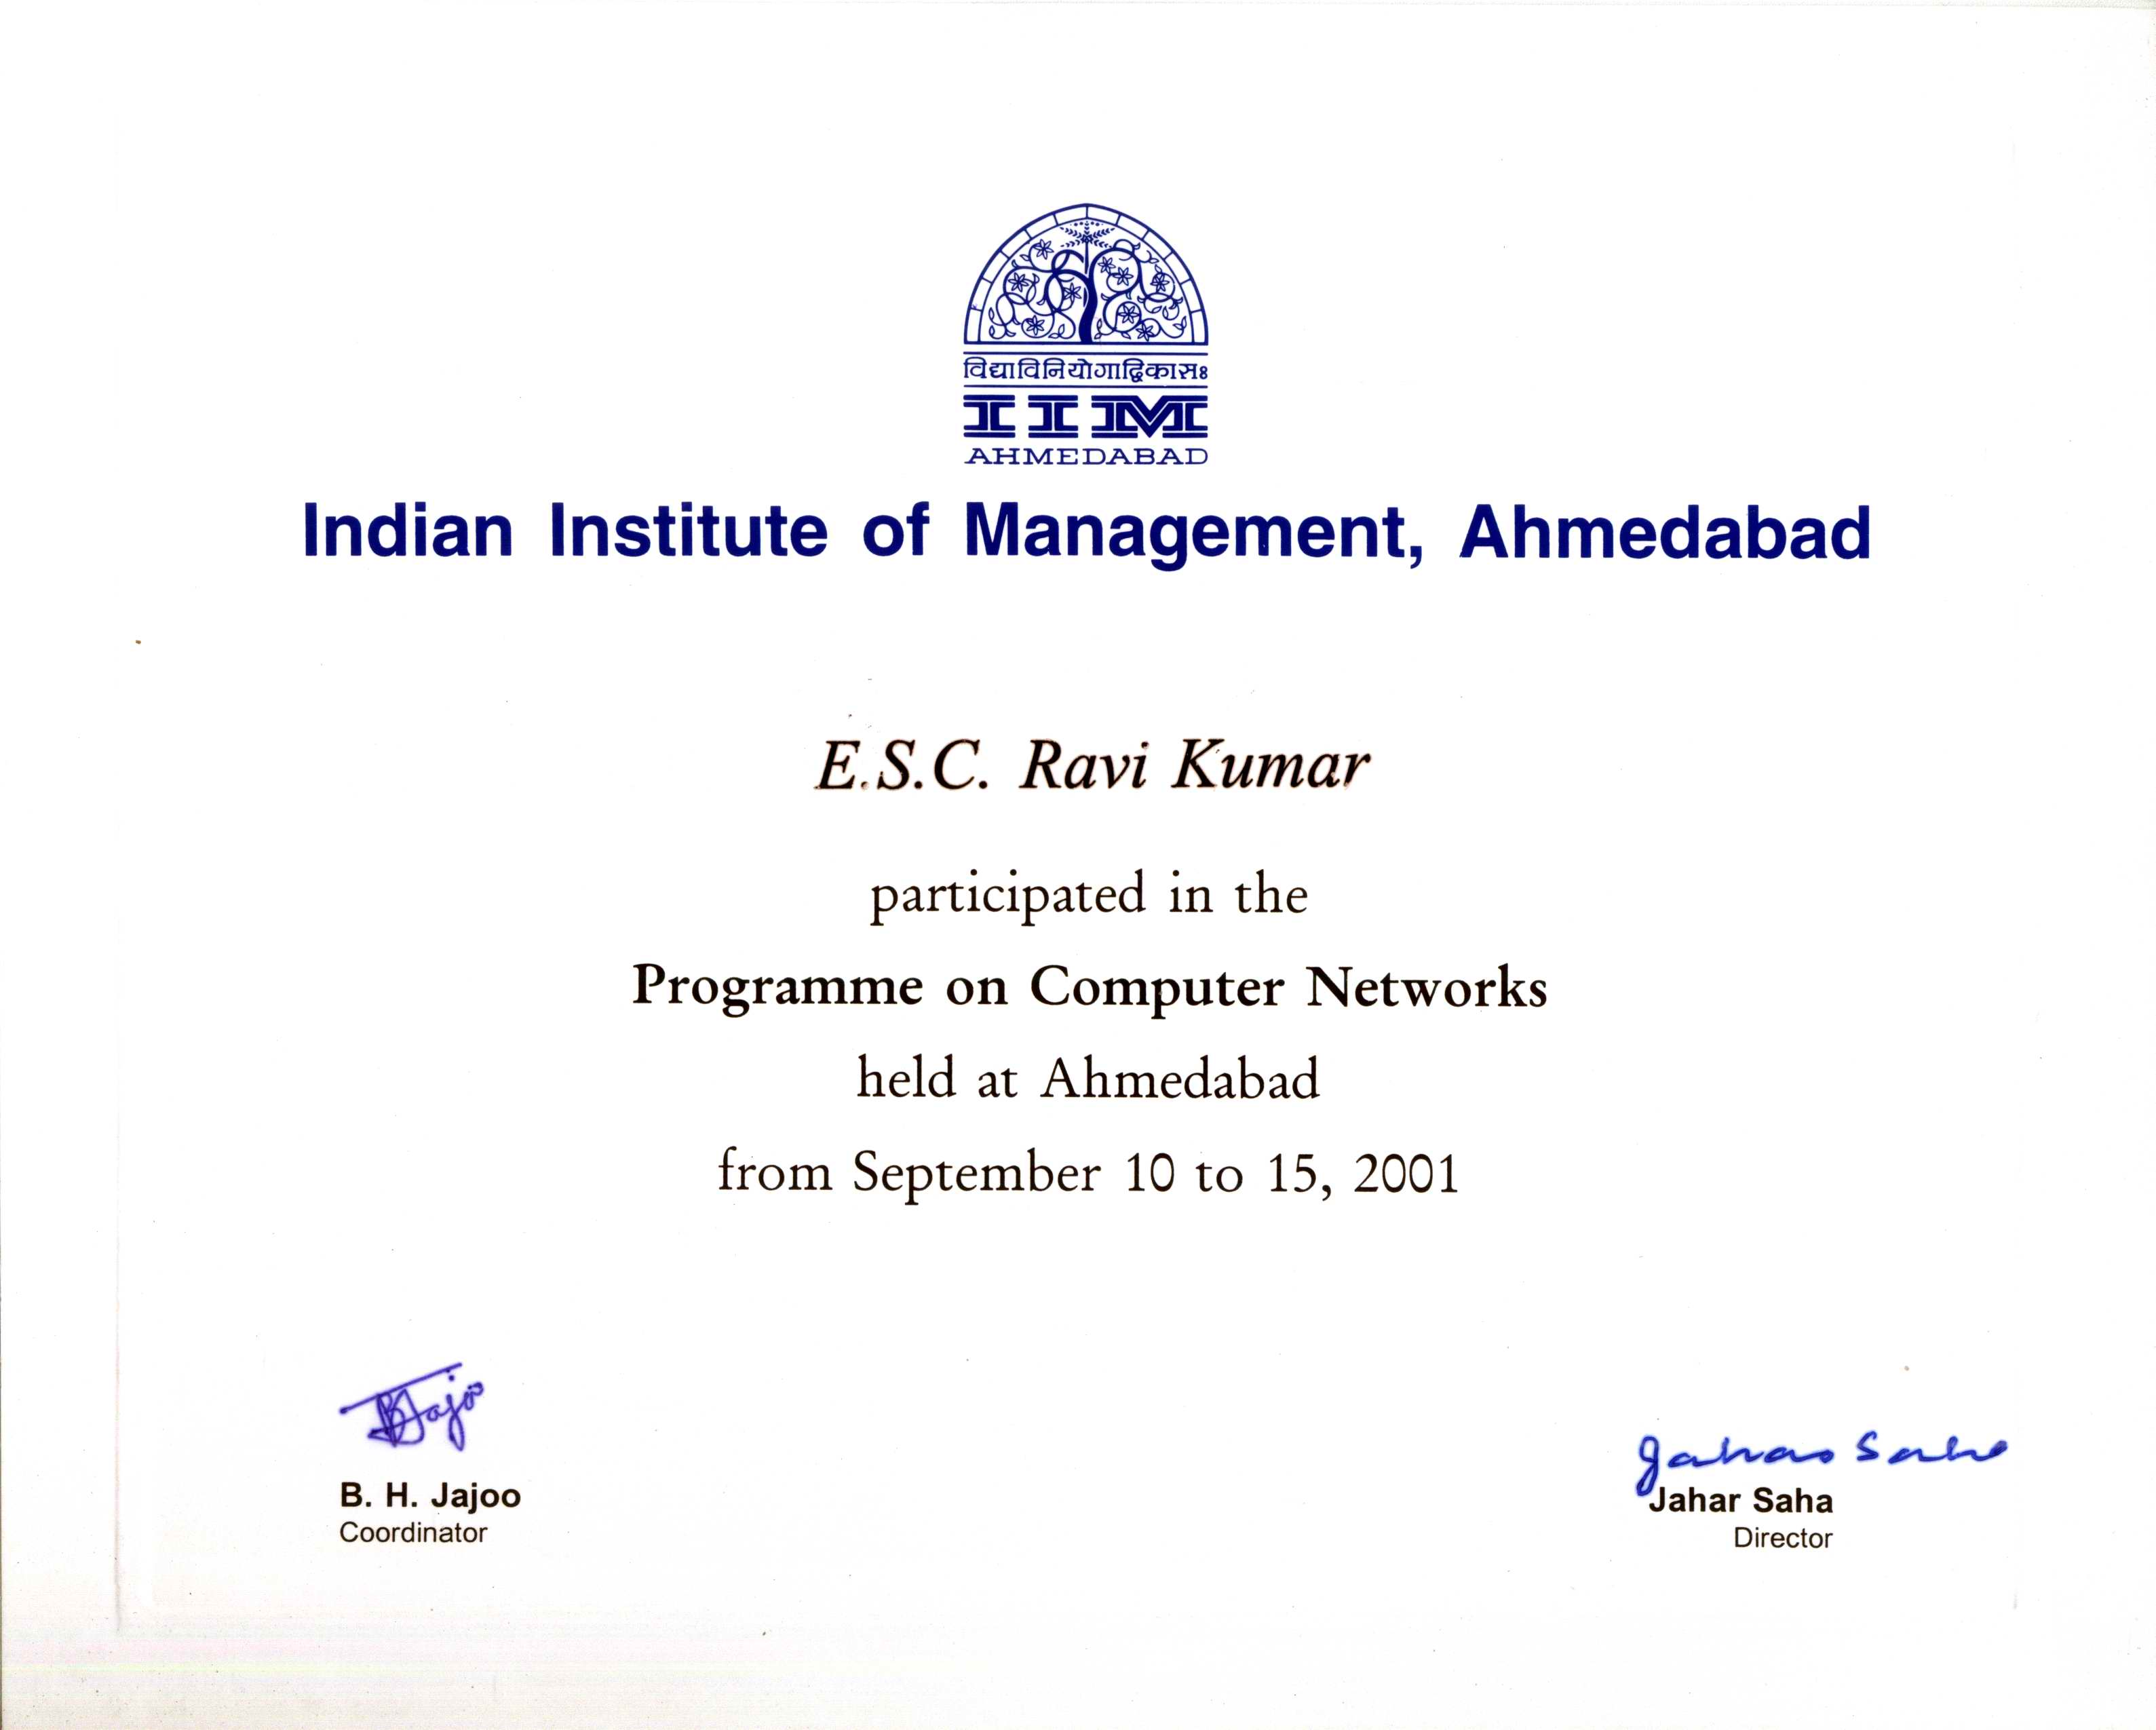 विद्याविनियोगाद्विकासः
IIM
AHMEDABAD
Indian Institute of Management, Ahmedabad
E.S.C. Ravi Kumar
participated in the
Programme on Computer Networks
held at Ahmedabad
from September 10 to 15, 2001
BJajoo
Jahar Saha
B. H. Jajoo
Coordinator
Jahar Saha
Director